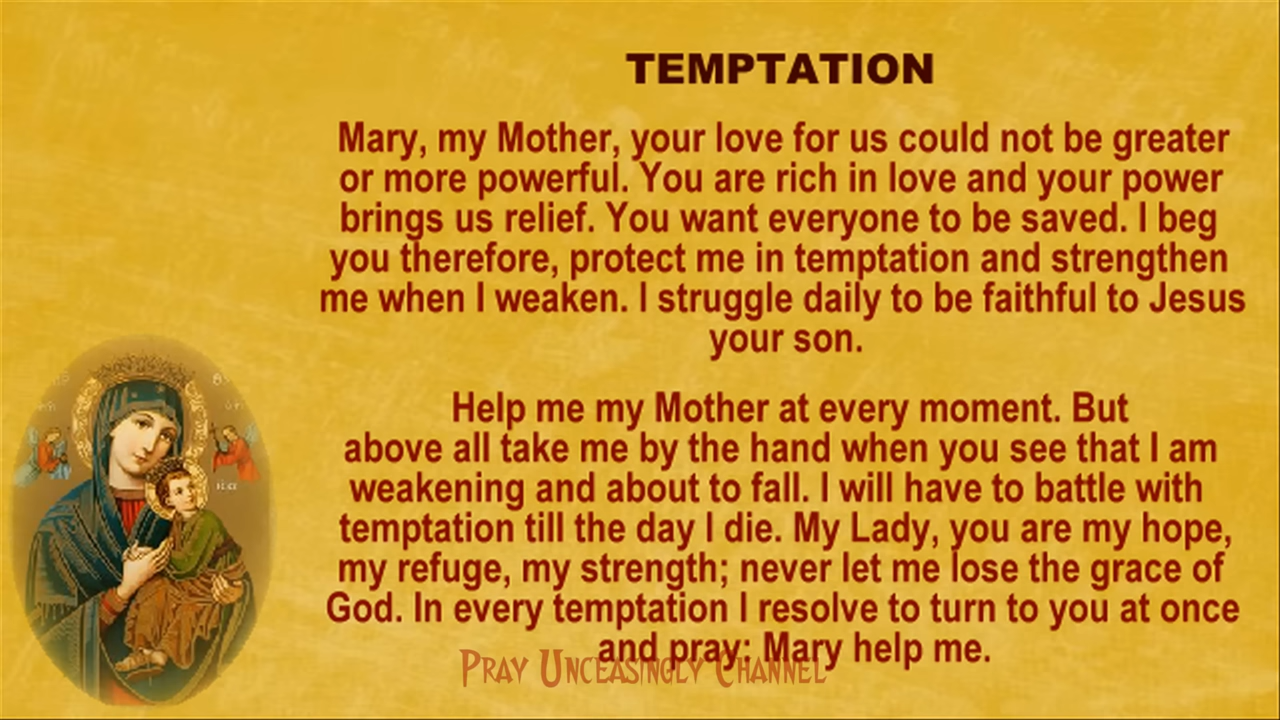 TEMPTATION
Mary, my Mother, your love for us could not be greater
or more powerful. You are rich in love and your power
brings us relief. You want everyone to be saved. I beg
you therefore, protect me in temptation and strengthen
me when I weaken. I struggle daily to be faithful to Jesus
your son.
Help me my Mother at every moment. But
above all take me by the hand when you see that I am
weakening and about to fall. I will have to battle with
temptation till the day I die. My Lady, you are my hope,
my refuge, my strength; never let me lose the grace of
God. In every temptation I resolve to turn to you at once
and pray; Mary help me.
PRAY UNCEASINGLY CHANNEL